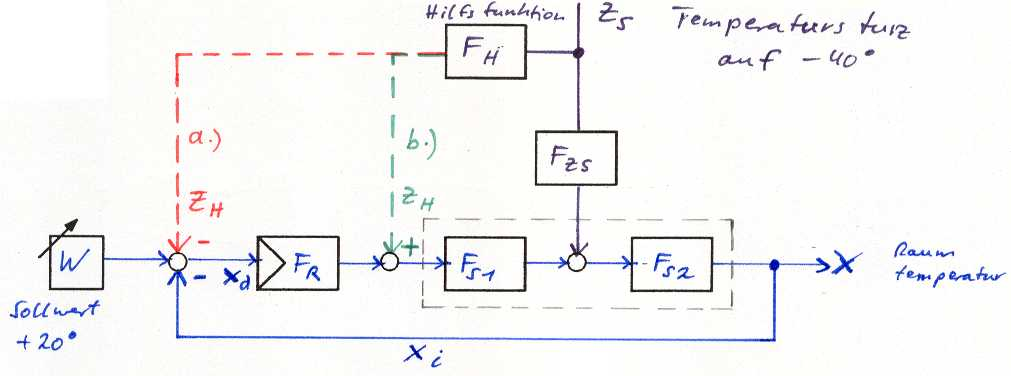 Hilfsfunktion
Z_S
Temperatursturz
auf -40°
F_H
a.)
b.)
F_ZS
Z_H
Z_H
-
+
W
-
x_d
F_R
F_S1
F_S2
X
Raum
temperatur
Sollwert
+20°
x_i